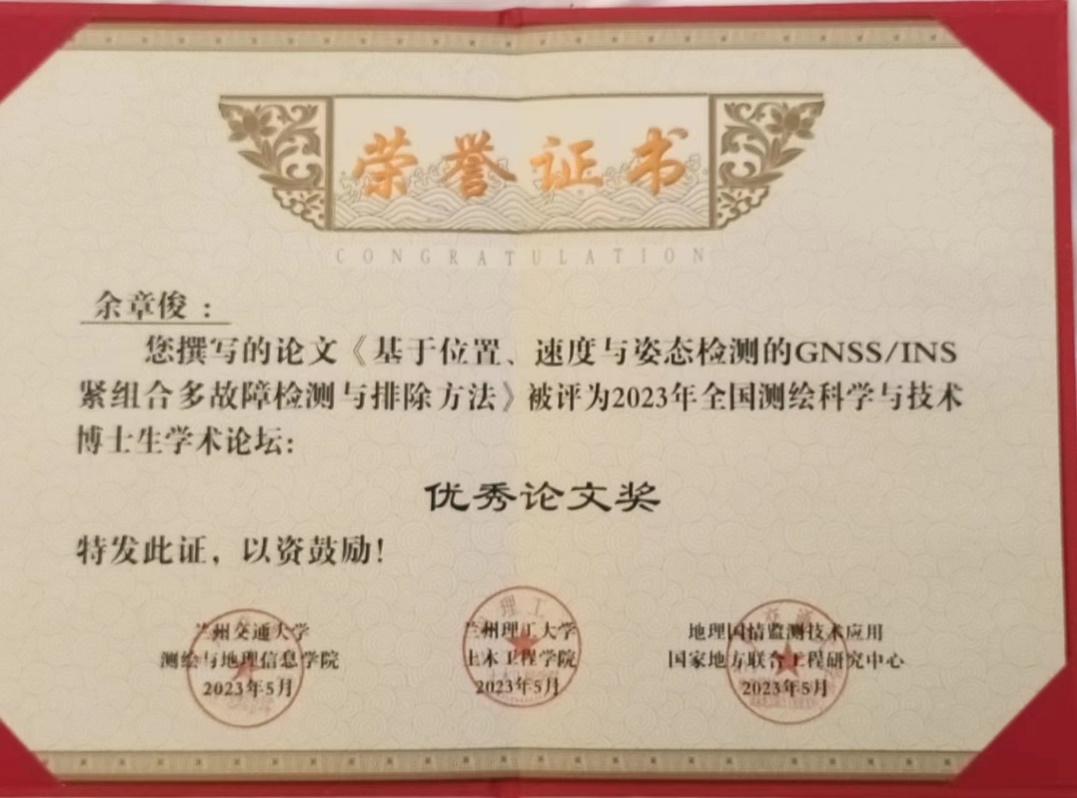 荣誉证书
CONGRATULATION
余章俊：
您撰写的论文《基于位置、速度与姿态检测的GNSS/INS
紧组合多故障检测与排除方法》被评为2023年全国测绘科学与技术
博士生学术论坛：
优秀论文奖
特发此证，以资鼓励！
兰州交通大学
测绘与地理信息学院
2023年5月
兰州理工大学
土木工程学院
2023年5月
地理国情监测技术应用
国家地方联合工程研究中心
2023年5月